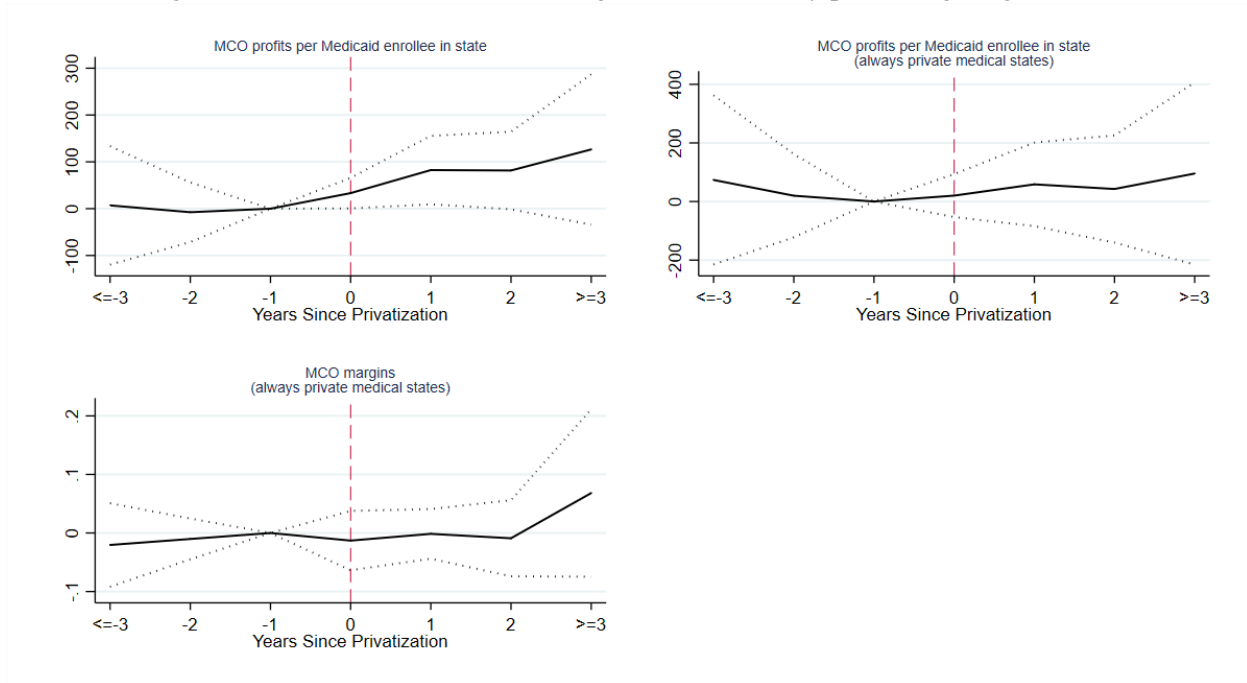 MCO profits per Medicaid enrollee in state
300
200
100
0
-100
<=-3 -2 -1 0 1 2 >=3
Years Since Privatization
MCO profits per Medicaid enrollee in state
(always private medical states)
400
200
0
-200
<=-3 -2 -1 0 1 2 >=3
Years Since Privatization
MCO margins
(always private medical states)
.2
.1
0
-.1
<=-3 -2 -1 0 1 2 >=3
Years Since Privatization